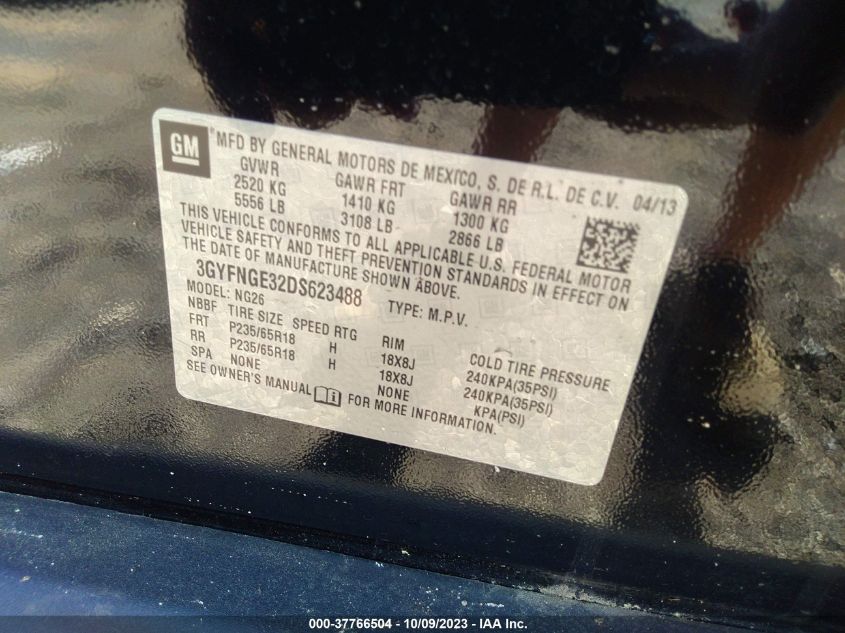 GM
® MFD BY GENERAL MOTORS DE MEXICO, S. DE R.L. DE C.V. 04/13
GVWR GAWR FRT GAWR RR
2520 KG 1410 KG 1300 KG
5556 LB 3108 LB 2866 LB
THIS VEHICLE CONFORMS TO ALL APPLICABLE U.S. FEDERAL MOTOR
VEHICLE SAFETY AND THEFT PREVENTION STANDARDS IN EFFECT ON
THE DATE OF MANUFACTURE SHOWN ABOVE.
3GYFNGE32DS623488 TYPE: M.P.V.
MODEL: NG26
NBBF TIRE SIZE SPEED RTG RIM COLD TIRE PRESSURE
FRT P235/65R18 H 18X8J 240KPA(35PSI)
RR P235/65R18 H 18X8J 240KPA(35PSI)
SPA NONE NONE KPA(PSI)
SEE OWNER'S MANUAL FOR MORE INFORMATION.
000-37766504 - 10/09/2023 - IAA Inc.